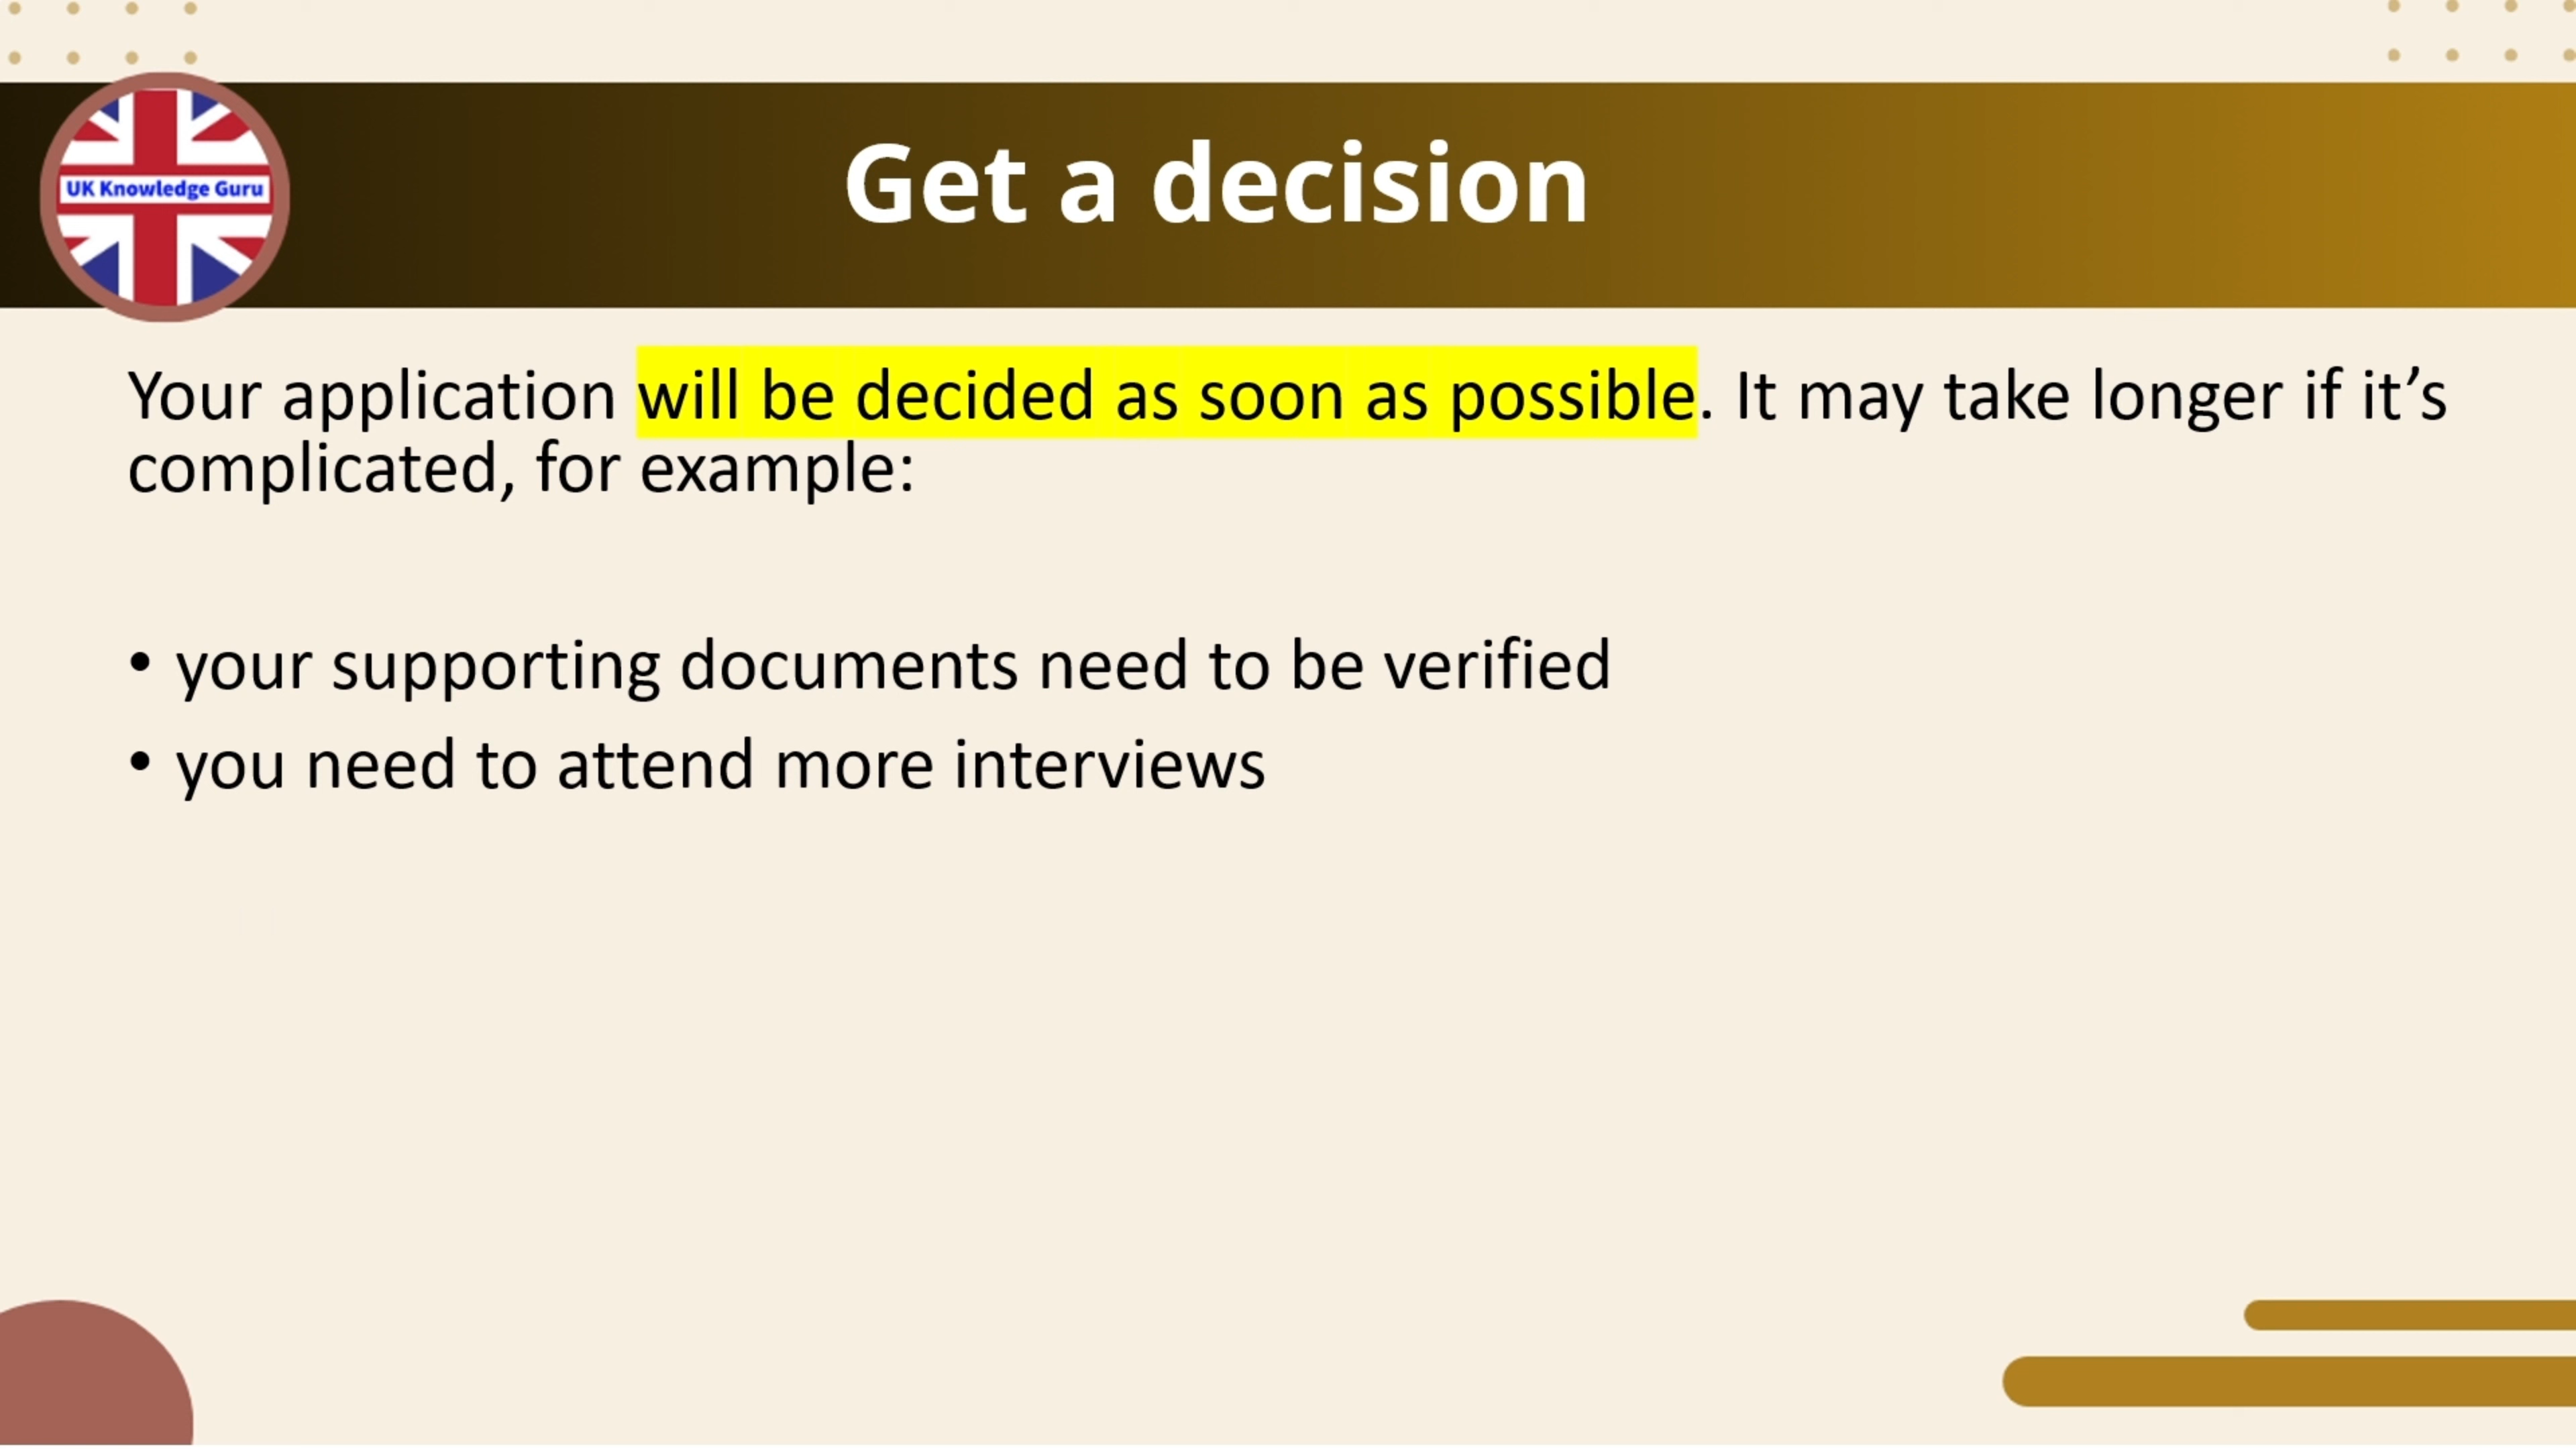 UK Knowledge Guru
Get a decision
Your application will be decided as soon as possible. It may take longer if it’s
complicated, for example:
• your supporting documents need to be verified
• you need to attend more interviews